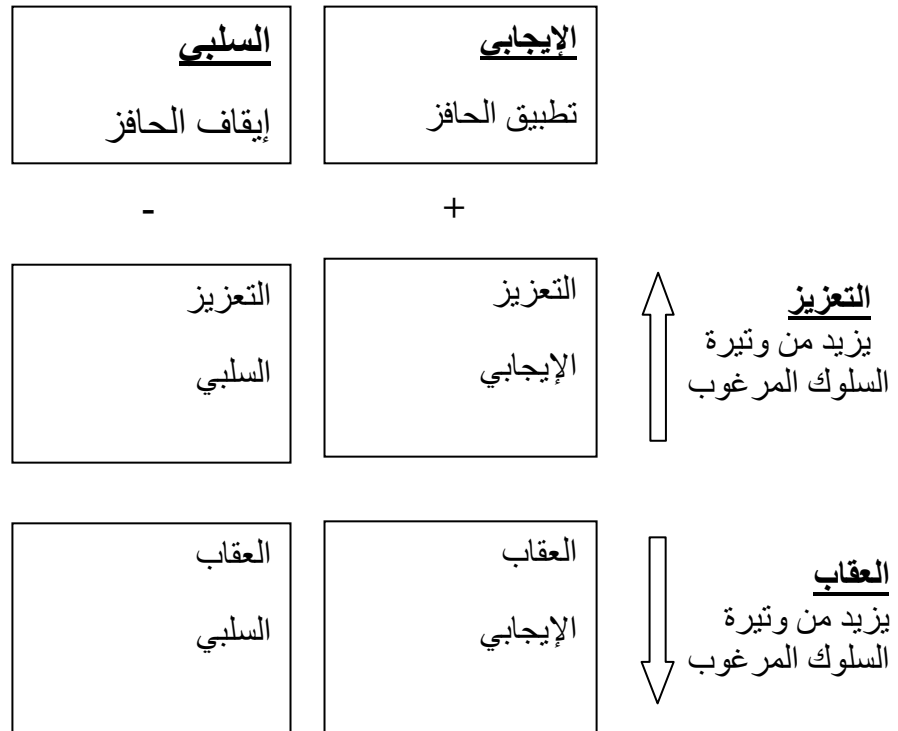 الإيجابي
تطبيق الحافز
السلبي
إيقاف الحافز
+
-
التعزيز
يزيد من وتيرة
السلوك المرغوب
التعزيز
الإيجابي
التعزيز
السلبي
العقاب
يزيد من وتيرة
السلوك المرغوب
العقاب
الإيجابي
العقاب
السلبي